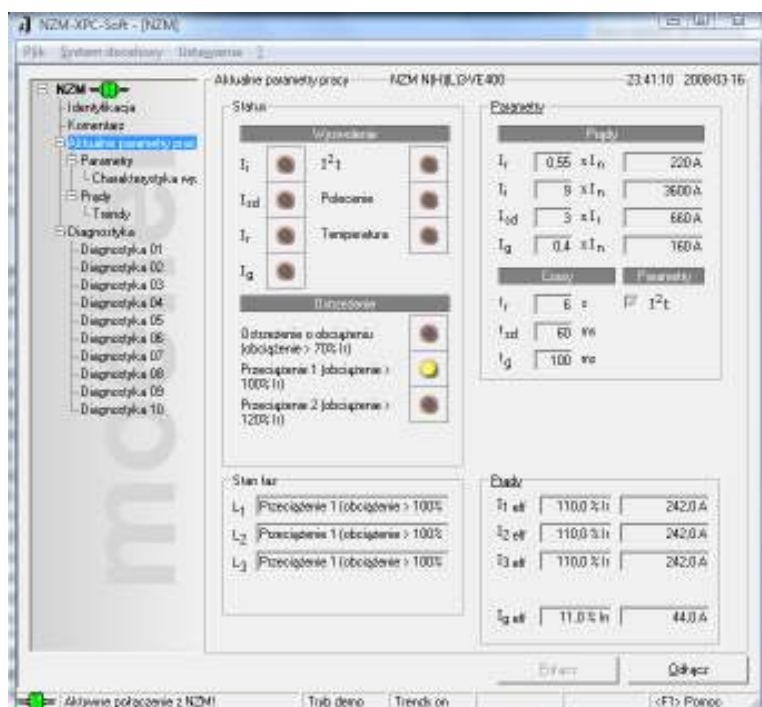 NZM-XPC-Soft - [NZM]
Plik System docelowy Ustawienia ?
NZM
Identyfikacja
Komentarz
Aktualne parametry prac
Parametry
Charakterystyka wyc
Prądy
Trendy
Diagnostyka
Diagnostyka 01
Diagnostyka 02
Diagnostyka 03
Diagnostyka 04
Diagnostyka 05
Diagnostyka 06
Diagnostyka 07
Diagnostyka 08
Diagnostyka 09
Diagnostyka 10
moeller
Aktualne parametry pracy NZM N(H)(L)3-VE400 23:41:10 2008-03-16
Status
Wyzwolenie
Ii I²t
Isd Polecenie
Ir Temperatura
Ig
Ostrzeżenie
Ostrzeżenie o obciążeniu (obciążenie > 70% Ir)
Przeciążenie 1 (obciążenie > 100% Ir)
Przeciążenie 2 (obciążenie > 120% Ir)
Parametry
Prądy
Ir 0,55 x In 220 A
Ii 9 x In 3600 A
Isd 3 x Ir 660 A
Ig 0,4 x In 160 A
Czasy Parametry
tr 6 s I²t
tsd 60 ms
tg 100 ms
Stan faz
L1 Przeciążenie 1 (obciążenie > 100%
L2 Przeciążenie 1 (obciążenie > 100%
L3 Przeciążenie 1 (obciążenie > 100%
Prądy
I1 eff 110,0 % Ir 242,0 A
I2 eff 110,0 % Ir 242,0 A
I3 eff 110,0 % Ir 242,0 A
Ig eff 11,0 % In 44,0 A
Odłącz
Aktywne połączenie z NZM! Tryb demo Trends on <F1> Pomoc